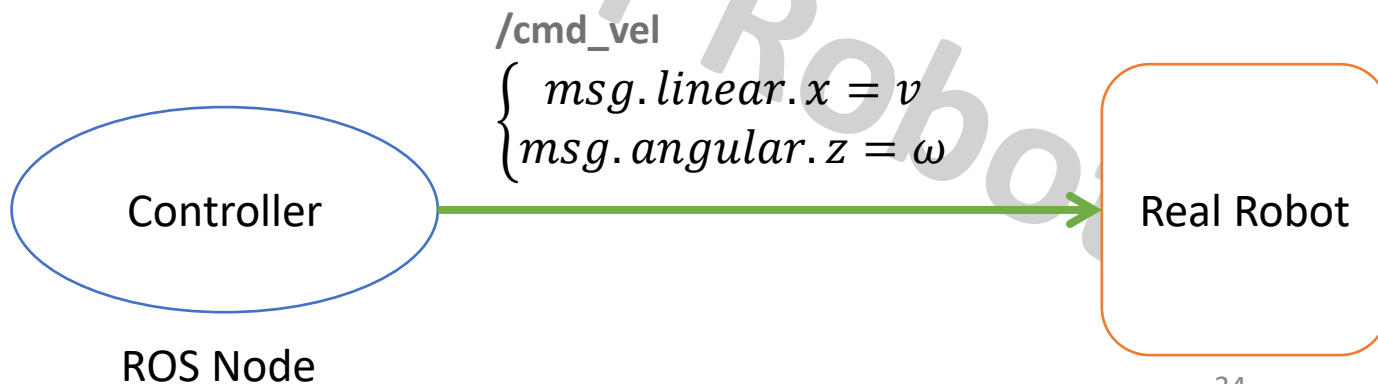 /cmd_vel
{ msg.linear.x = v
msg.angular.z = ω
Controller
Real Robot
ROS Node